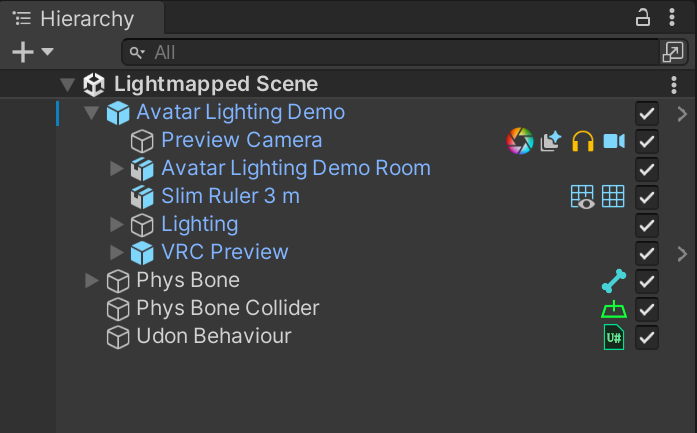 Hierarchy
All
Lightmapped Scene
Avatar Lighting Demo
Preview Camera
Avatar Lighting Demo Room
Slim Ruler 3 m
Lighting
VRC Preview
Phys Bone
Phys Bone Collider
Udon Behaviour
U#